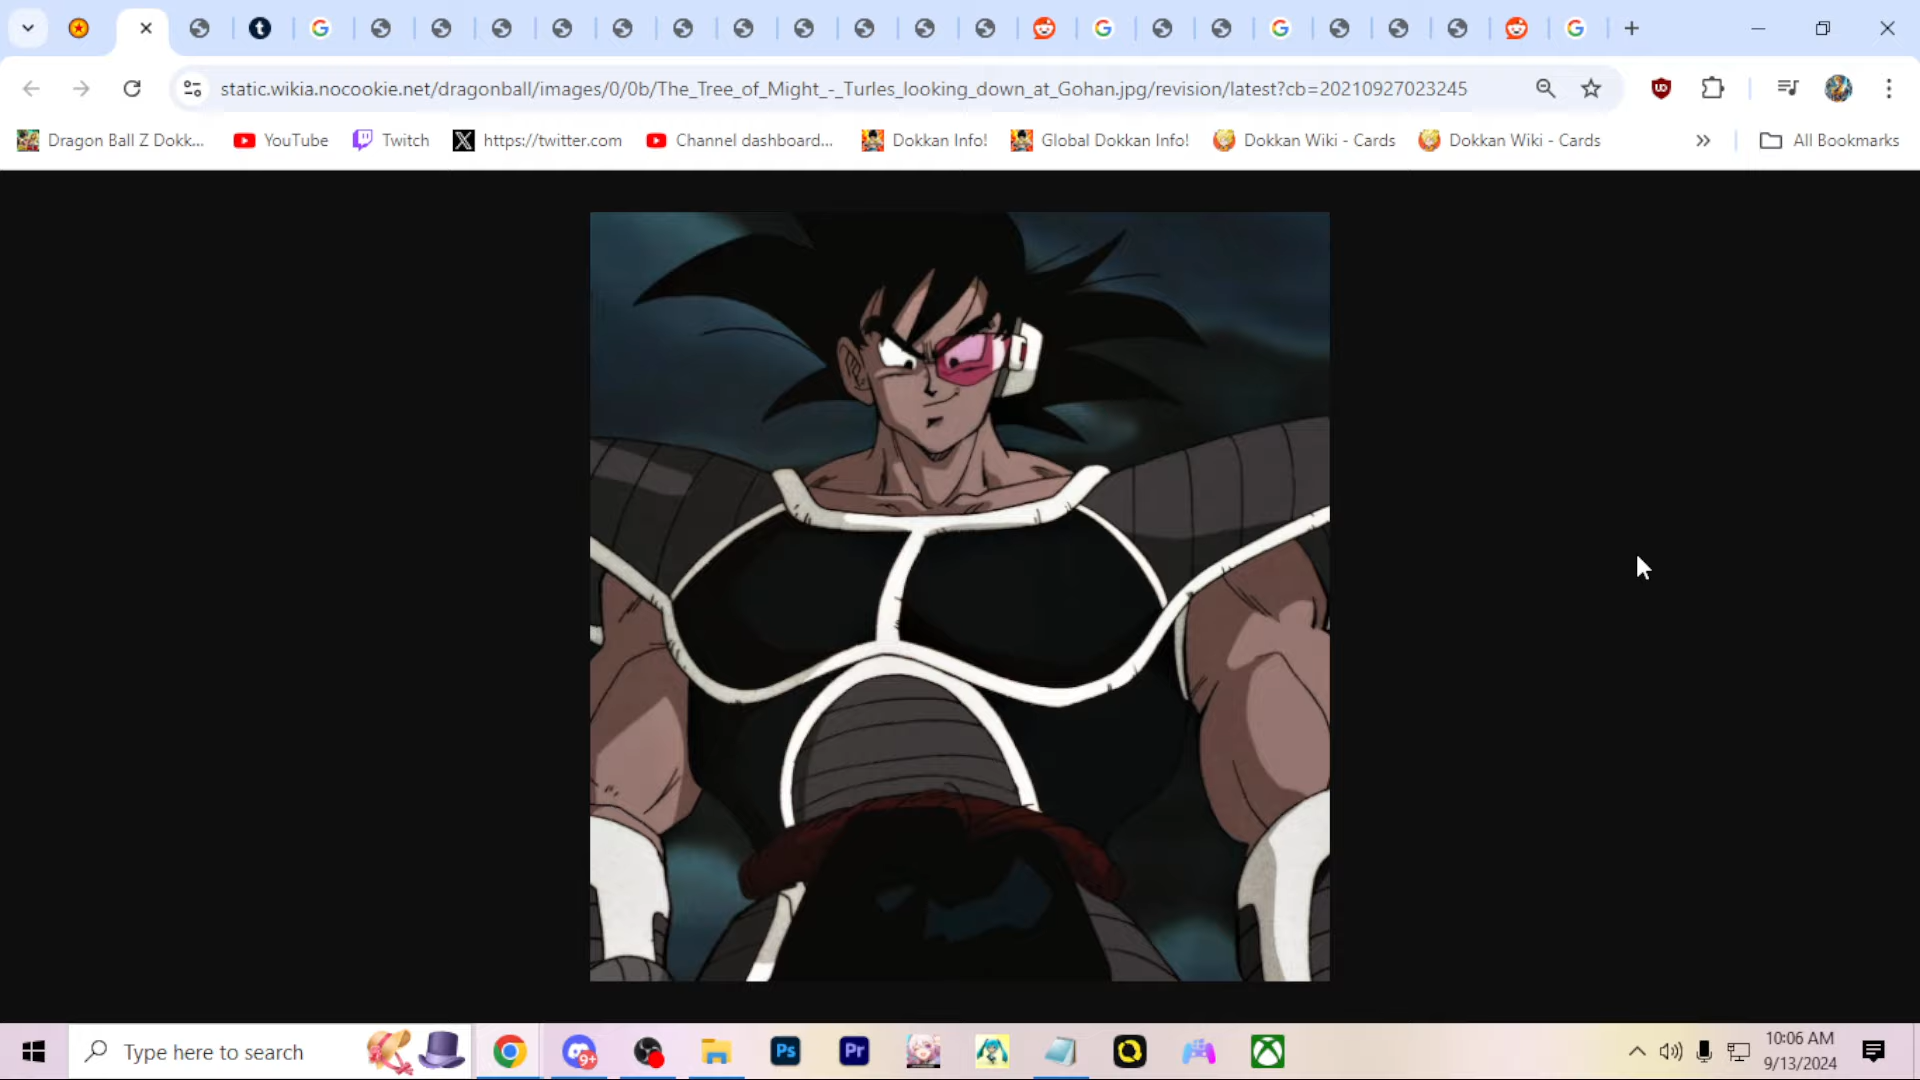 static.wikia.nocookie.net/dragonball/images/0/0b/The_Tree_of_Might_-_Turles_looking_down_at_Gohan.jpg/revision/latest?cb=20210927023245
Dragon Ball Z Dokk... YouTube Twitch https://twitter.com Channel dashboard... Dokkan Info! Global Dokkan Info! Dokkan Wiki - Cards Dokkan Wiki - Cards All Bookmarks
Type here to search
9+
Ps
Pr
10:06 AM
9/13/2024